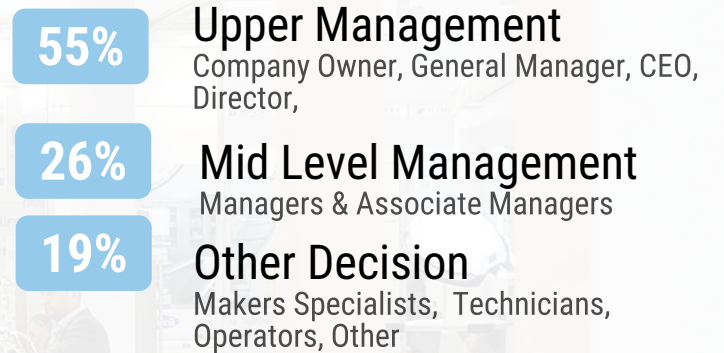 55%
Upper Management
Company Owner, General Manager, CEO,
Director,
26%
Mid Level Management
Managers & Associate Managers
19%
Other Decision
Makers Specialists, Technicians,
Operators, Other